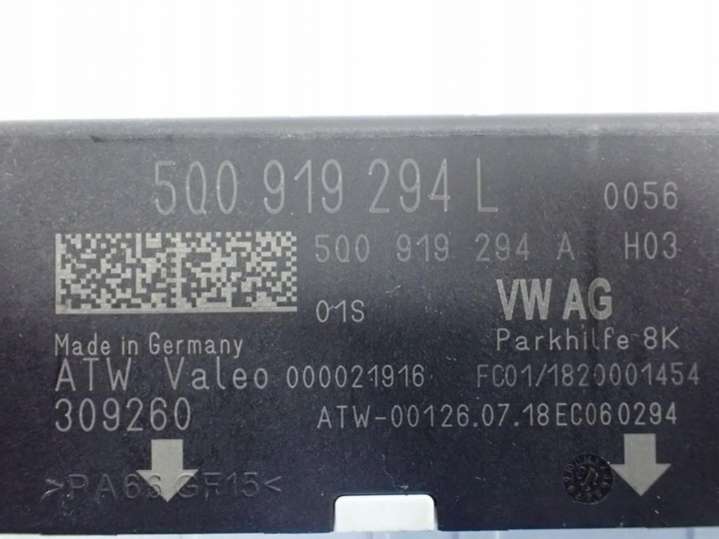 5Q0 919 294 L 0056
5Q0 919 294 A H03
01S VW AG
Parkhilfe 8K
Made in Germany
ATW Valeo 000021916 FC01/1820001454
309260 ATW-00126.07.18EC060294
>PA66 GF15<